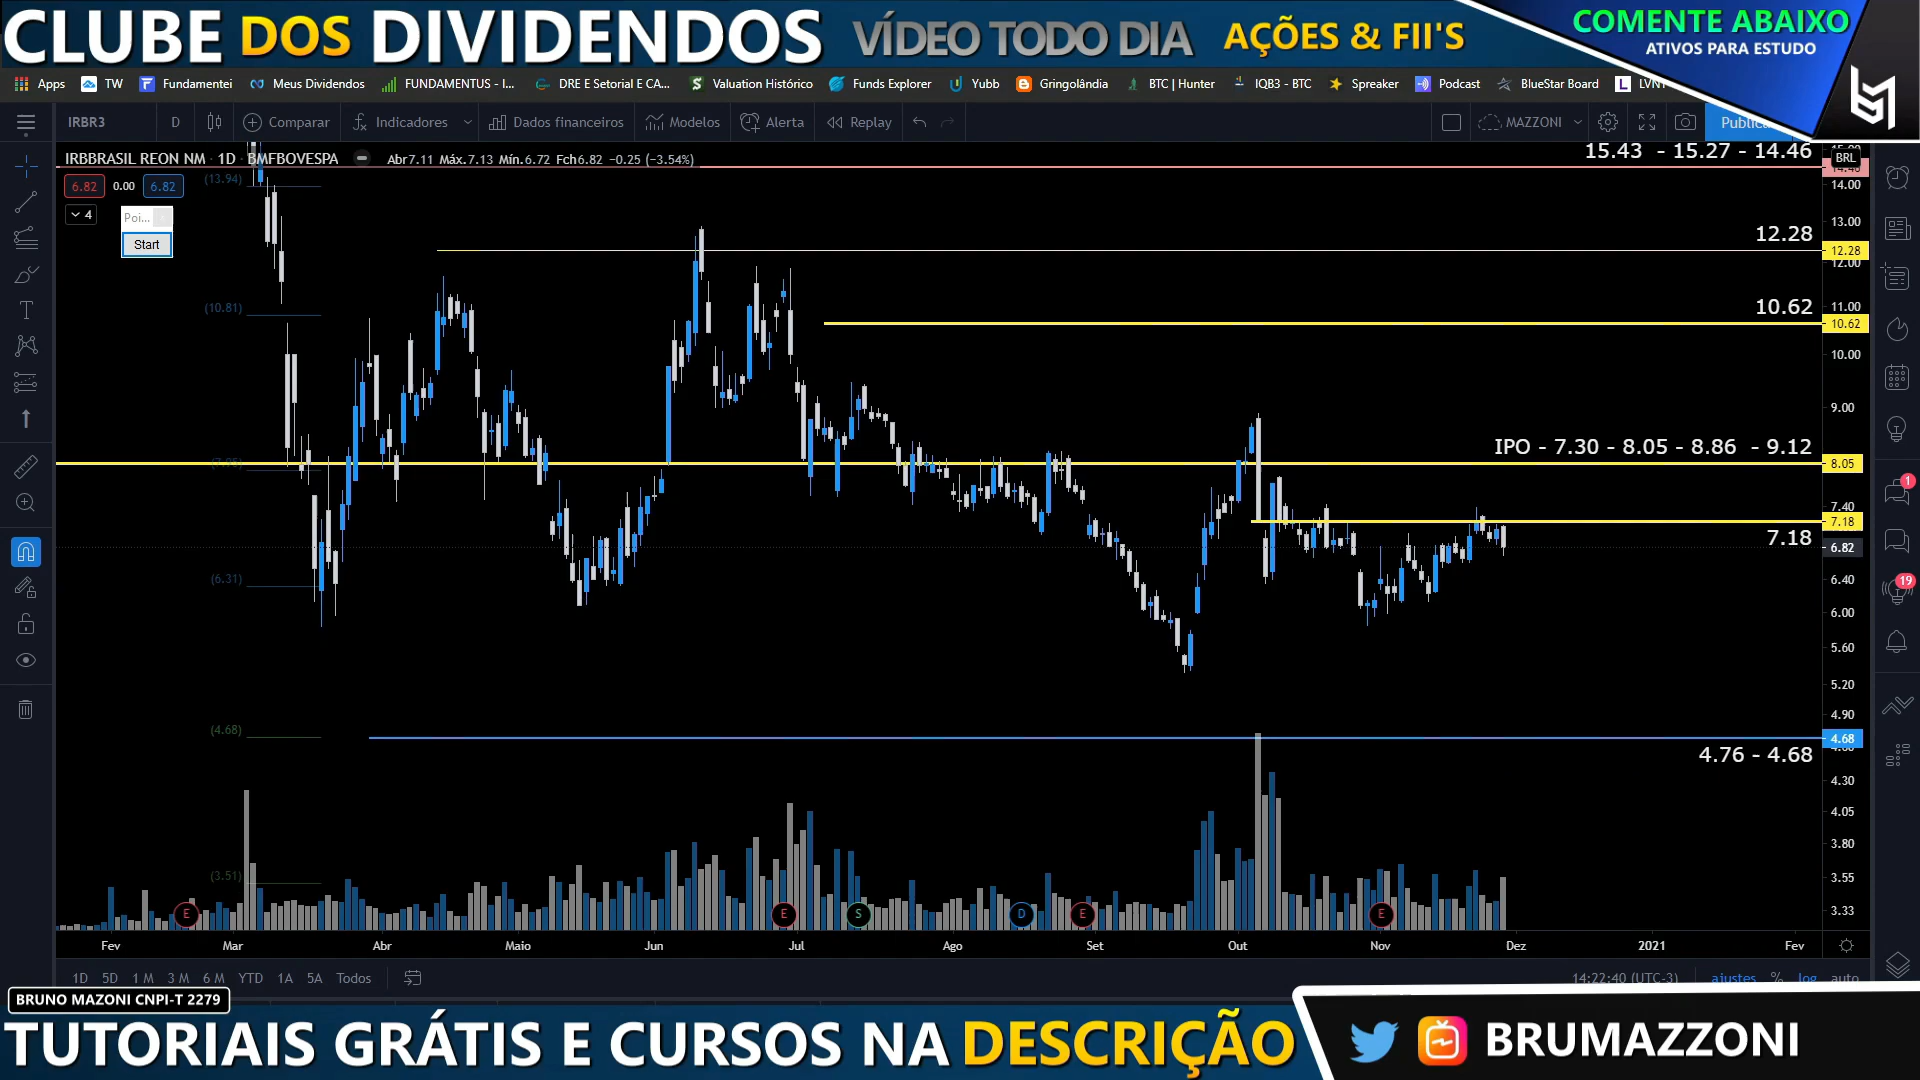 CLUBE DOS DIVIDENDOS VÍDEO TODO DIA AÇÕES & FII'S
COMENTE ABAIXO
ATIVOS PARA ESTUDO
Apps TW Fundamentei Meus Dividendos FUNDAMENTUS - I... DRE E Setorial E CA... Valuation Histórico Funds Explorer Yubb Gringolândia BTC | Hunter IQB3 - BTC Spreaker Podcast BlueStar Board
IRBR3 D Comparar Indicadores Dados financeiros Modelos Alerta Replay MAZZONI
IRBBRASIL REON NM · 1D · BMFBOVESPA Abr7.11 Máx.7.13 Mín.6.72 Fch6.82 −0.25 (−3.54%)
15.43 - 15.27 - 14.46
BRL
6.82 0.00 6.82
(13.94)
14.00
4
Poi...
Start
13.00
12.28
12.28
12.00
(10.81)
10.62
11.00
10.62
10.00
9.00
IPO - 7.30 - 8.05 - 8.86 - 9.12
8.05
7.40
7.18
7.18
6.82
(6.31)
6.40
6.00
5.60
5.20
4.90
(4.68)
4.68
4.76 - 4.68
4.30
4.05
3.80
(3.51)
3.55
3.33
E E S D E E
Fev Mar Abr Maio Jun Jul Ago Set Out Nov Dez 2021 Fev
1D 5D 1 M 3 M 6 M YTD 1A 5A Todos
14:22:40 (UTC-3) ajustes % log auto
1
19
BRUNO MAZONI CNPI-T 2279
TUTORIAIS GRÁTIS E CURSOS NA DESCRIÇÃO
BRUMAZZONI